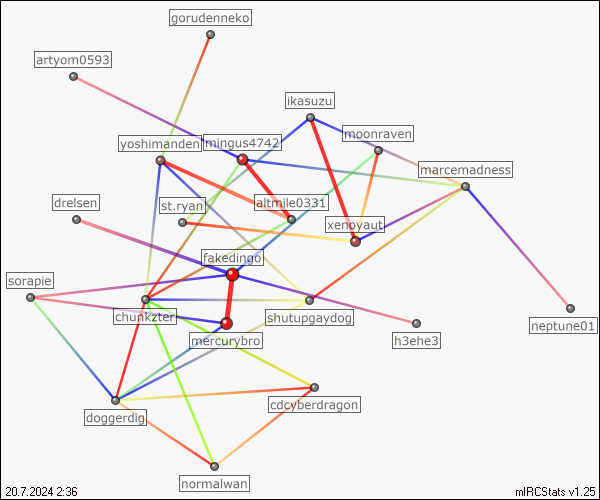 gorudenneko
artyom0593
ikasuzu
moonraven
yoshimanden
mingus4742
marcemadness
drelsen
st.ryan
altmile0331
xenoyaut
fakedingo
sorapie
chunkzter
shutupgaydog
neptune01
mercurybro
h3ehe3
cdcyberdragon
doggerdig
normalwan
20.7.2024 2:36
mIRCStats v1.25